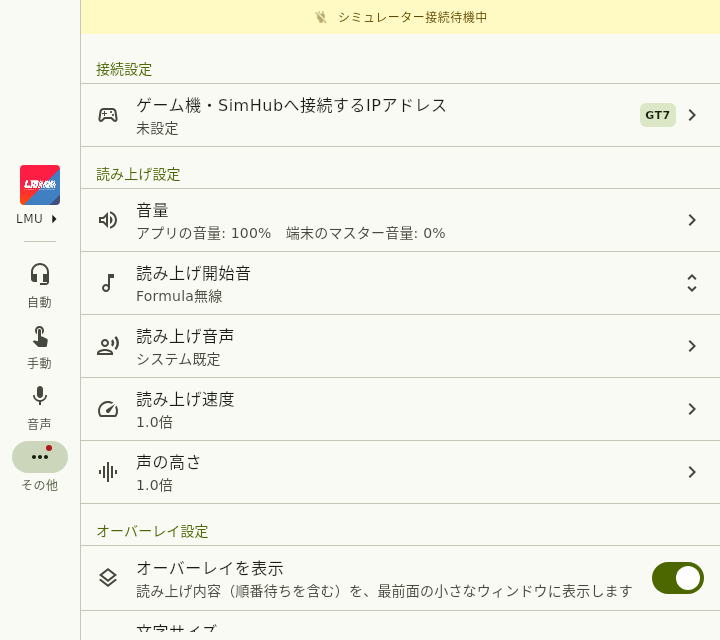 シミュレーター接続待機中
接続設定
ゲーム機・SimHubへ接続するIPアドレス
未設定
GT7
読み上げ設定
音量
アプリの音量: 100%　端末のマスター音量: 0%
LMU
読み上げ開始音
Formula無線
自動
読み上げ音声
システム既定
手動
読み上げ速度
1.0倍
音声
声の高さ
1.0倍
その他
オーバーレイ設定
オーバーレイを表示
読み上げ内容（順番待ちを含む）を、最前面の小さなウィンドウに表示します
文字サイズ